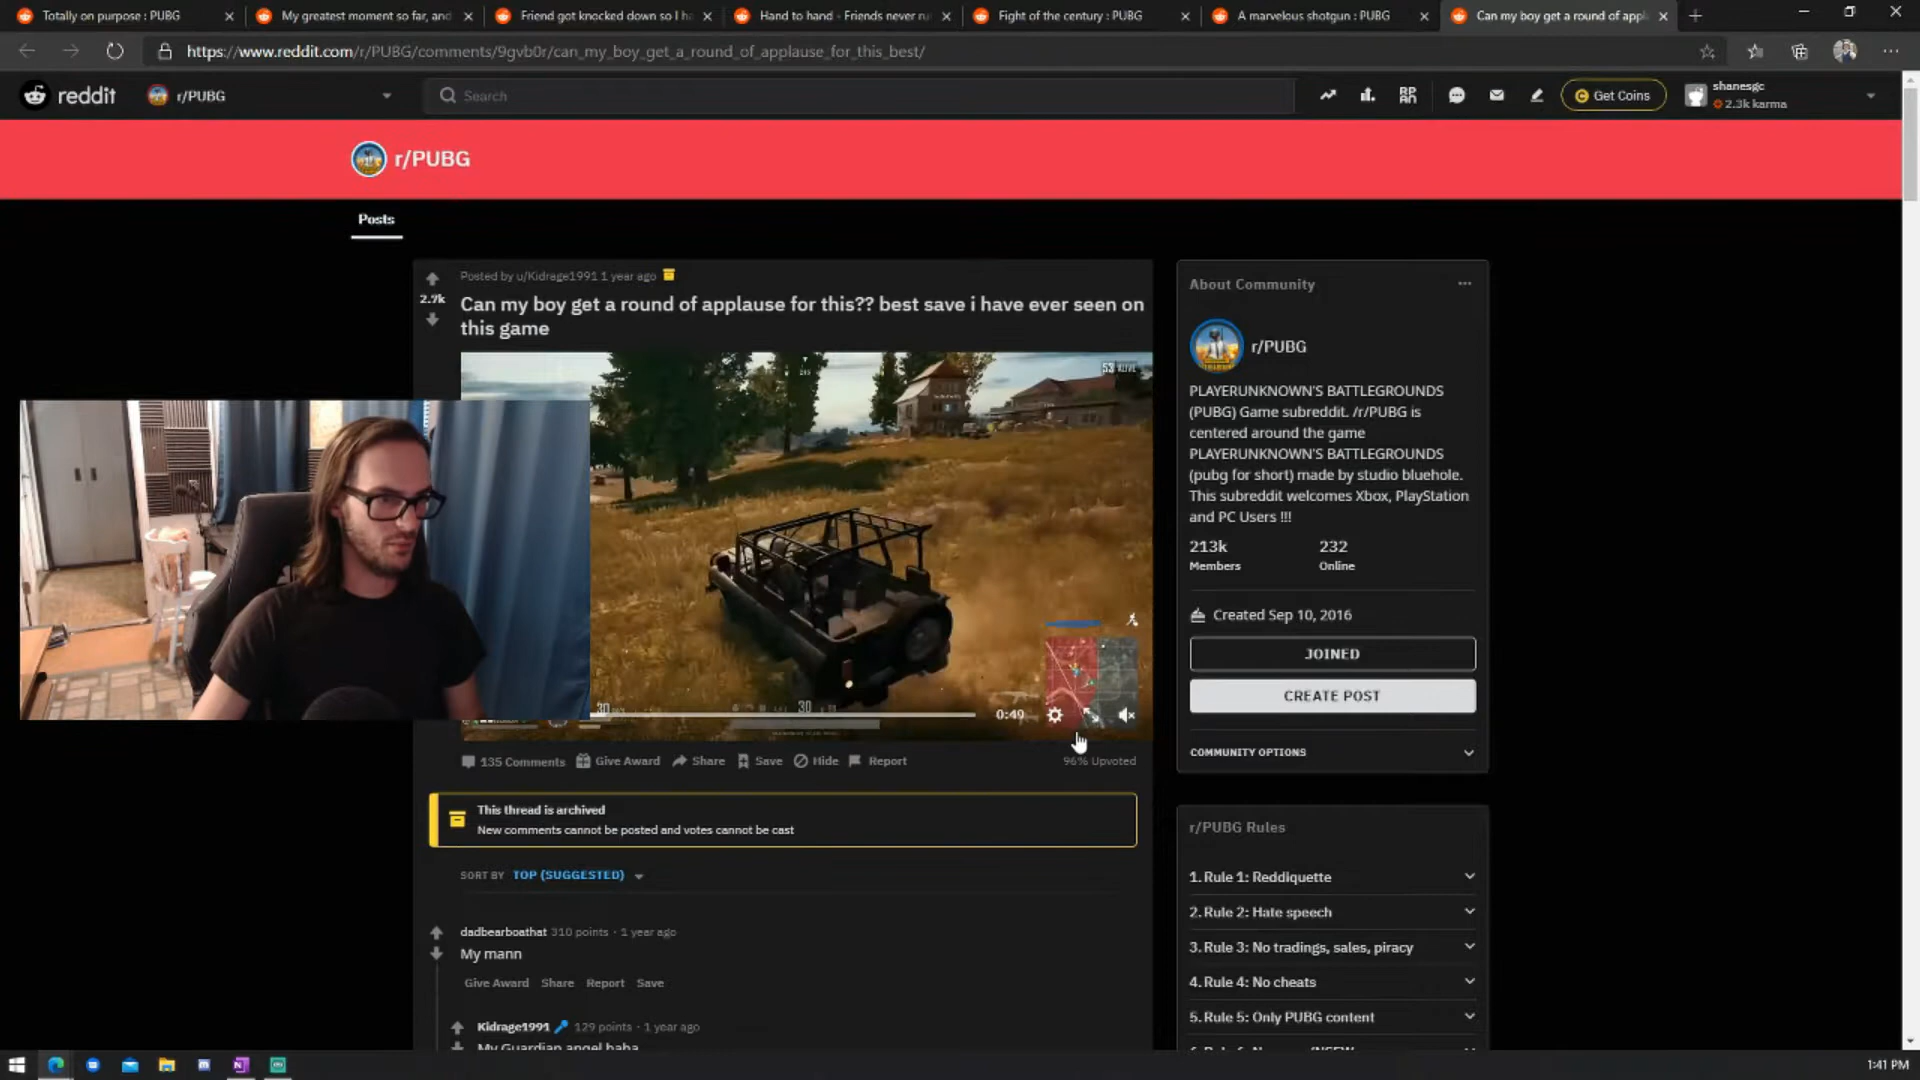 Totally on purpose : PUBG
My greatest moment so far, and
Friend got knocked down so I ha
Hand to hand - Friends never ru
Fight of the century : PUBG
A marvelous shotgun : PUBG
Can my boy get a round of appl
https://www.reddit.com/r/PUBG/comments/9gvb0r/can_my_boy_get_a_round_of_applause_for_this_best/
reddit
r/PUBG
Search
Get Coins
shanesgc
2.3k karma
r/PUBG
Posts
Posted by u/Kidrage1991 1 year ago
2.7k
Can my boy get a round of applause for this?? best save i have ever seen on
this game
53 ALIVE
30
30
0:49
135 Comments
Give Award
Share
Save
Hide
Report
96% Upvoted
This thread is archived
New comments cannot be posted and votes cannot be cast
SORT BY TOP (SUGGESTED)
dadbearboathat 310 points · 1 year ago
My mann
Give Award Share Report Save
Kidrage1991 129 points · 1 year ago
My Guardian angel haha
About Community
r/PUBG
PLAYERUNKNOWN'S BATTLEGROUNDS
(PUBG) Game subreddit. /r/PUBG is
centered around the game
PLAYERUNKNOWN'S BATTLEGROUNDS
(pubg for short) made by studio bluehole.
This subreddit welcomes Xbox, PlayStation
and PC Users !!!
213k
Members
232
Online
Created Sep 10, 2016
JOINED
CREATE POST
COMMUNITY OPTIONS
r/PUBG Rules
1. Rule 1: Reddiquette
2. Rule 2: Hate speech
3. Rule 3: No tradings, sales, piracy
4. Rule 4: No cheats
5. Rule 5: Only PUBG content
1:41 PM